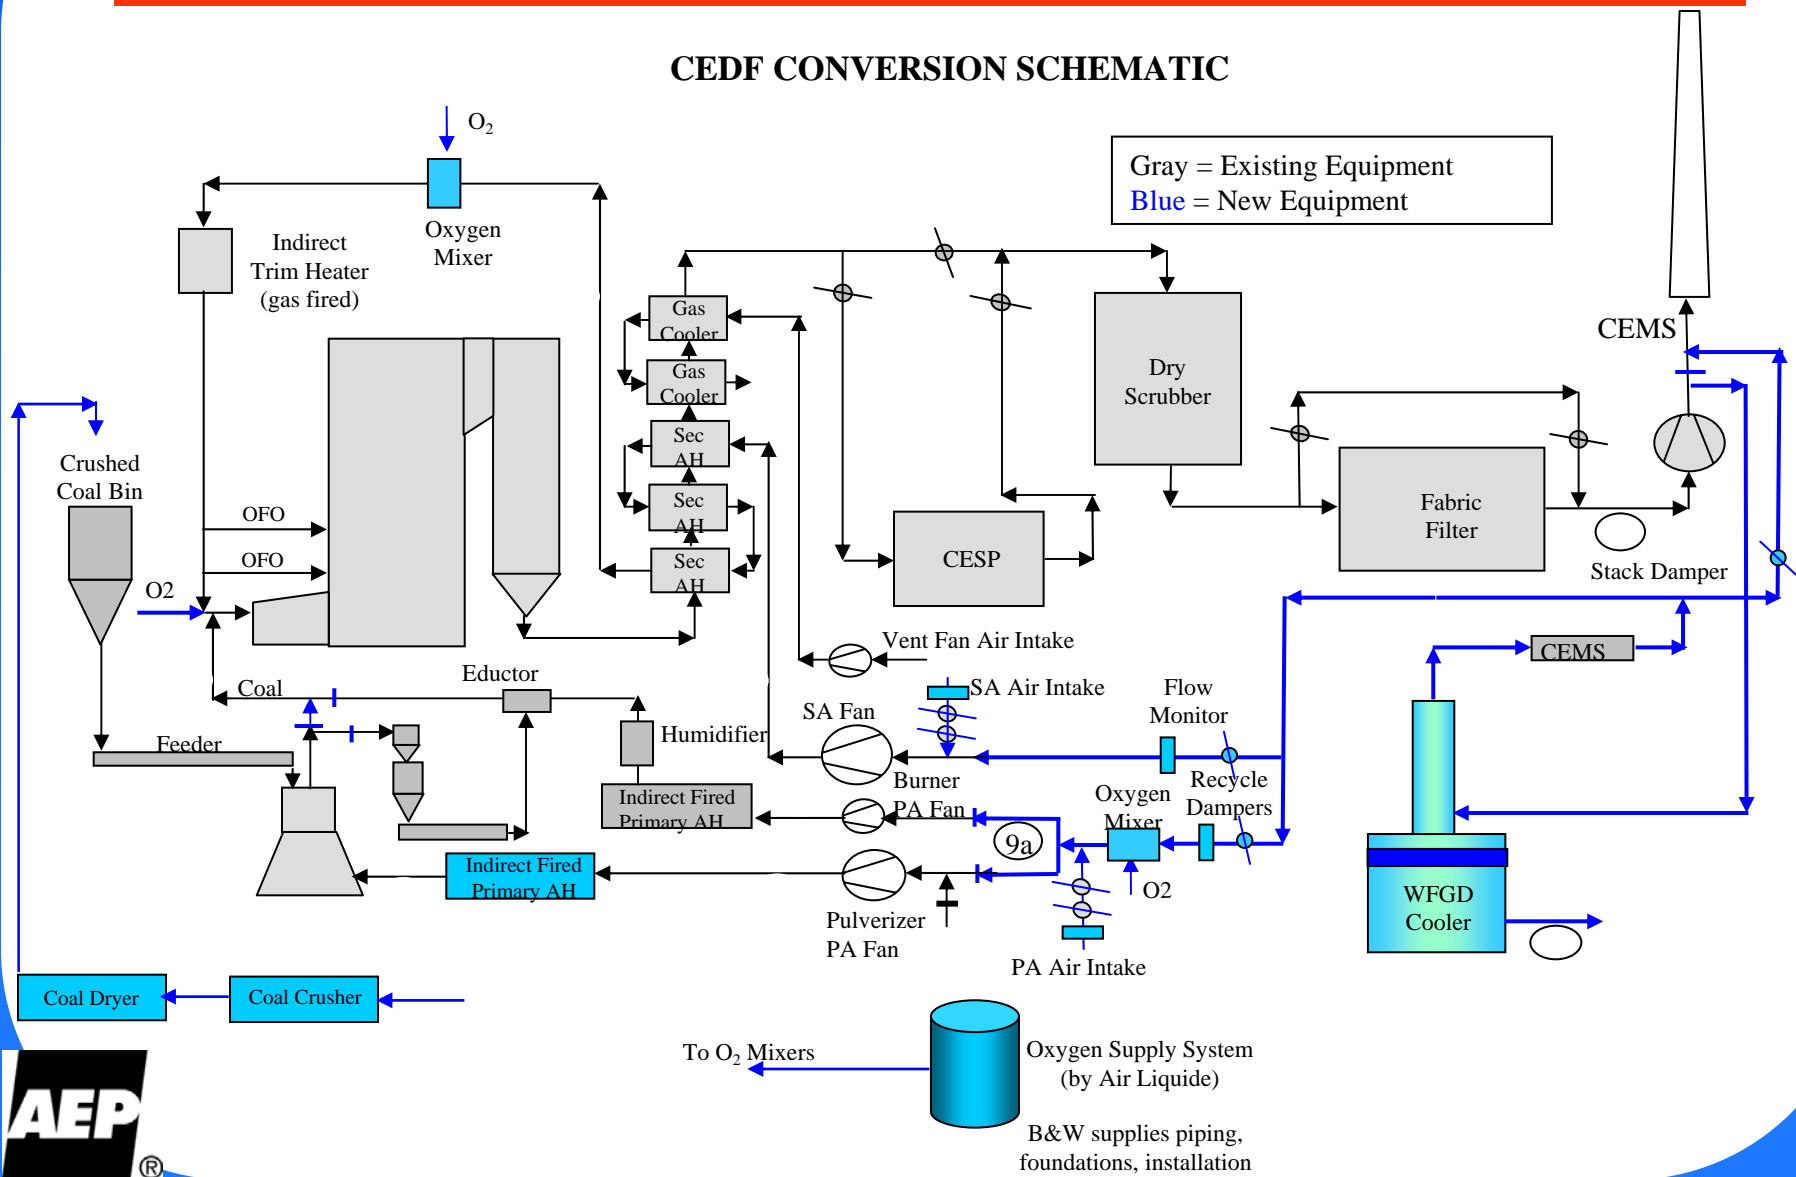 CEDF CONVERSION SCHEMATIC
O2
Gray = Existing Equipment
Blue = New Equipment
Oxygen
Mixer
Indirect
Trim Heater
(gas fired)
Gas
Cooler
Gas
Cooler
Sec
AH
Sec
AH
Sec
AH
Dry
Scrubber
CEMS
Crushed
Coal Bin
OFO
OFO
O2
CESP
Fabric
Filter
Stack Damper
Vent Fan Air Intake
CEMS
Coal
Eductor
SA Air Intake
Flow
Monitor
SA Fan
Humidifier
Feeder
Burner
PA Fan
Recycle
Dampers
Oxygen
Mixer
Indirect Fired
Primary AH
9a
Indirect Fired
Primary AH
O2
WFGD
Cooler
Pulverizer
PA Fan
PA Air Intake
Coal Dryer
Coal Crusher
To O2 Mixers
Oxygen Supply System
(by Air Liquide)
B&W supplies piping,
foundations, installation
AEP
®